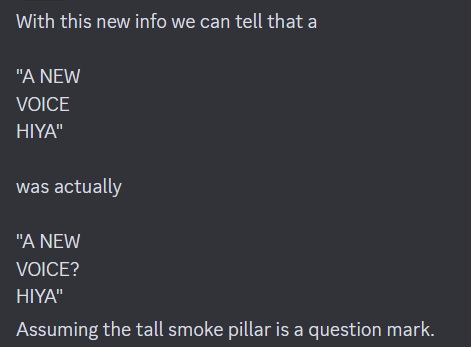 With this new info we can tell that a
"A NEW
VOICE
HIYA"
was actually
"A NEW
VOICE?
HIYA"
Assuming the tall smoke pillar is a question mark.